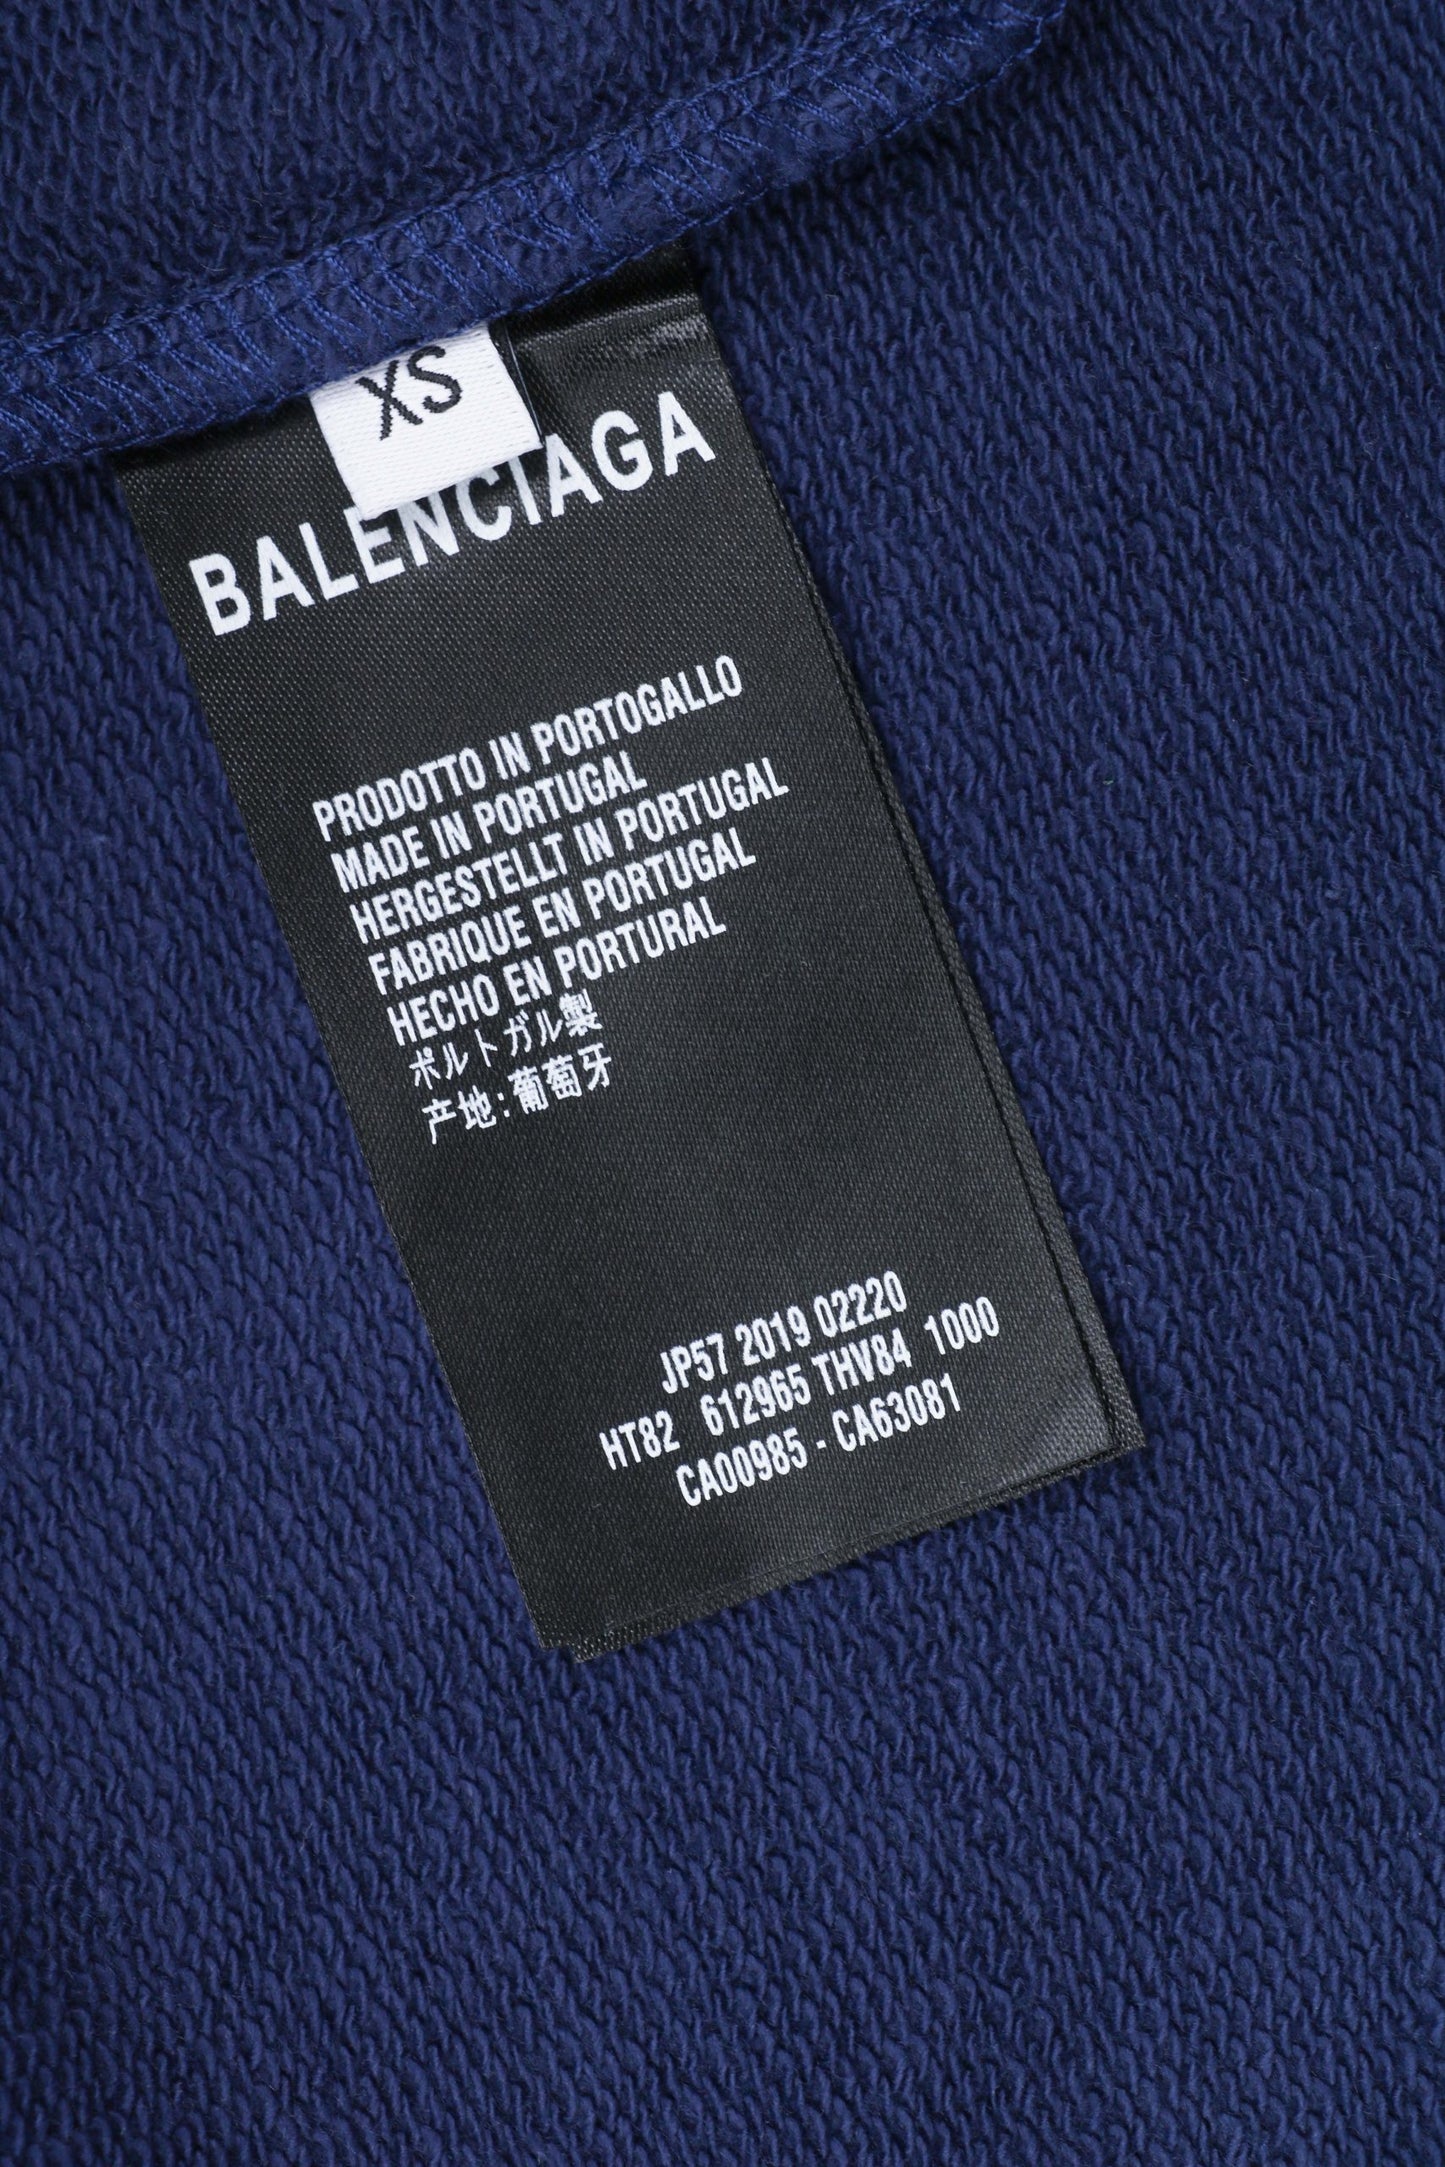 XS
BALENCIAGA
PRODOTTO IN PORTOGALLO
MADE IN PORTUGAL
HERGESTELLT IN PORTUGAL
FABRIQUE EN PORTUGAL
HECHO EN PORTURAL
ポルトガル製
产地:葡萄牙
JP57 2019 02220
HT82 612965 THV84 1000
CA00985 - CA63081